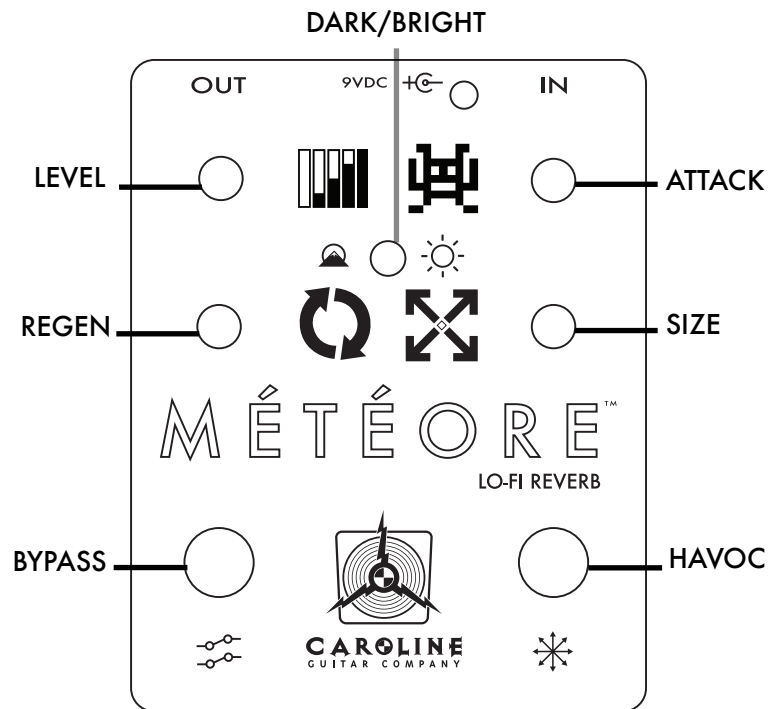 DARK/BRIGHT
OUT
9VDC
IN
LEVEL
ATTACK
REGEN
SIZE
MÉTÉORE™
LO-FI REVERB
BYPASS
HAVOC
CAROLINE
GUITAR COMPANY